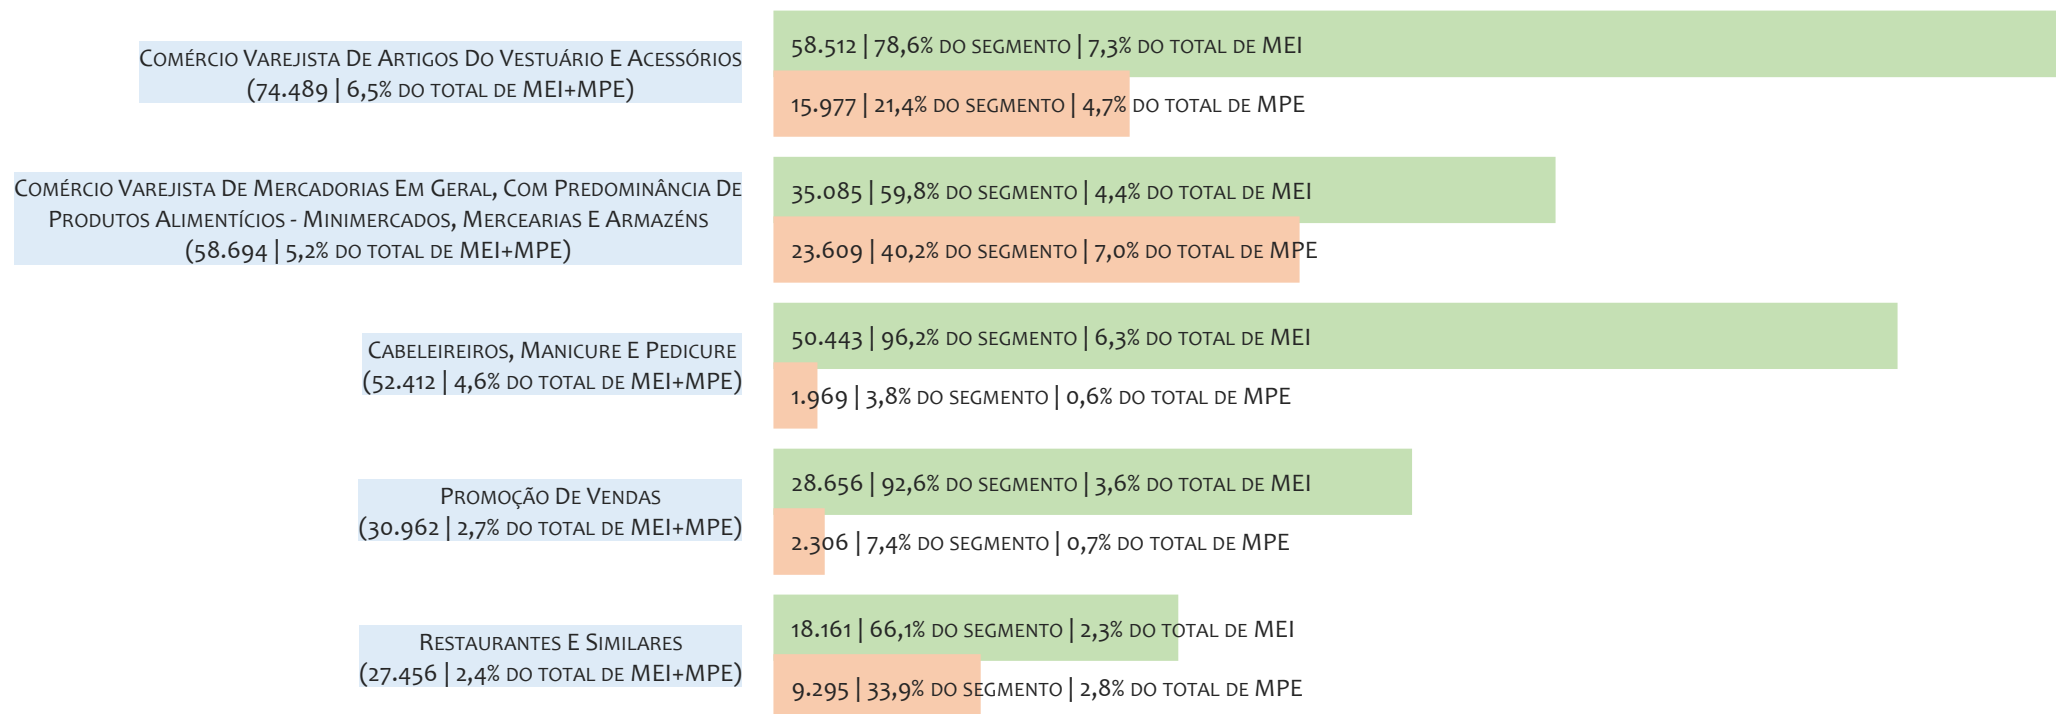 Comércio Varejista De Artigos Do Vestuário E Acessórios
(74.489 | 6,5% do total de MEI+MPE)
58.512 | 78,6% do segmento | 7,3% do total de MEI
15.977 | 21,4% do segmento | 4,7% do total de MPE
Comércio Varejista De Mercadorias Em Geral, Com Predominância De
Produtos Alimentícios - Minimercados, Mercearias E Armazéns
(58.694 | 5,2% do total de MEI+MPE)
35.085 | 59,8% do segmento | 4,4% do total de MEI
23.609 | 40,2% do segmento | 7,0% do total de MPE
Cabeleireiros, Manicure E Pedicure
(52.412 | 4,6% do total de MEI+MPE)
50.443 | 96,2% do segmento | 6,3% do total de MEI
1.969 | 3,8% do segmento | 0,6% do total de MPE
Promoção De Vendas
(30.962 | 2,7% do total de MEI+MPE)
28.656 | 92,6% do segmento | 3,6% do total de MEI
2.306 | 7,4% do segmento | 0,7% do total de MPE
Restaurantes E Similares
(27.456 | 2,4% do total de MEI+MPE)
18.161 | 66,1% do segmento | 2,3% do total de MEI
9.295 | 33,9% do segmento | 2,8% do total de MPE